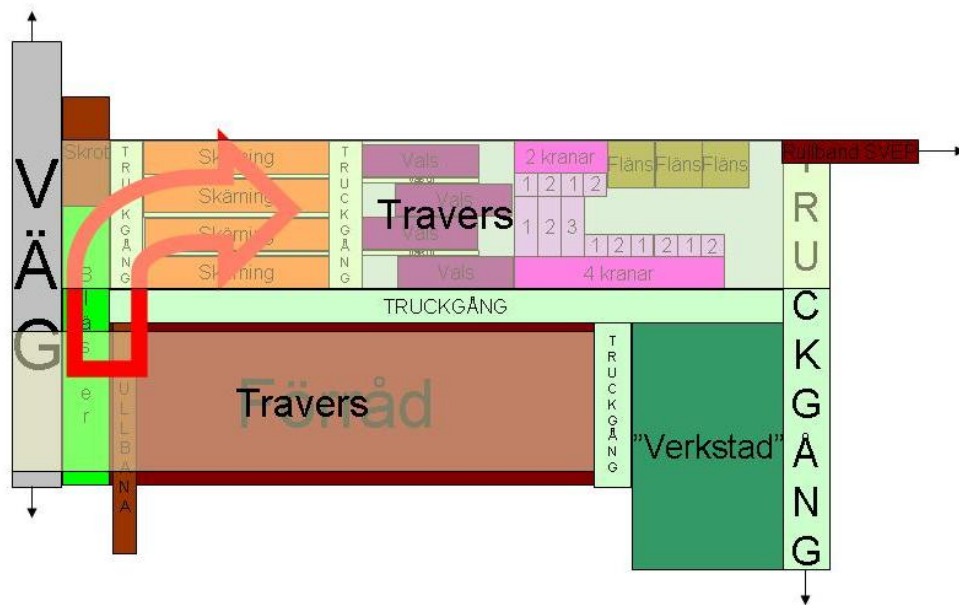 VÄG
Skrot
Bläster
TRUCKGÅNG
Skärning
Skärning
Skärning
Skärning
TRUCKGÅNG
Vals
Vals
Vals
Vals
Travers
2 kranar
1 2 1 2
1 2 3
1 2 1 2 1 2
4 kranar
Fläns Fläns Fläns
Rullband SVER
TRUCKGÅNG
TRUCKGÅNG
RULLBANA
Förråd
Travers
TRUCKGÅNG
"Verkstad"